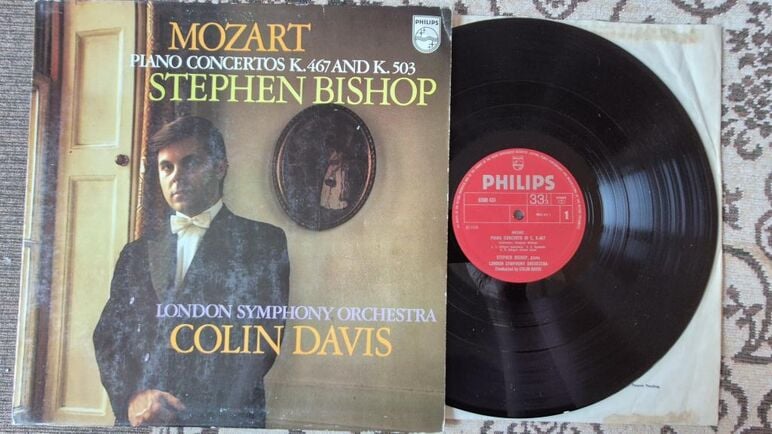 PHILIPS
MOZART
PIANO CONCERTOS K.467 AND K.503
STEPHEN BISHOP
LONDON SYMPHONY ORCHESTRA
COLIN DAVIS
PHILIPS
33⅓
1
MOZART
PIANO CONCERTO IN C, K.467
STEPHEN BISHOP, piano
LONDON SYMPHONY ORCHESTRA
Conducted by COLIN DAVIS